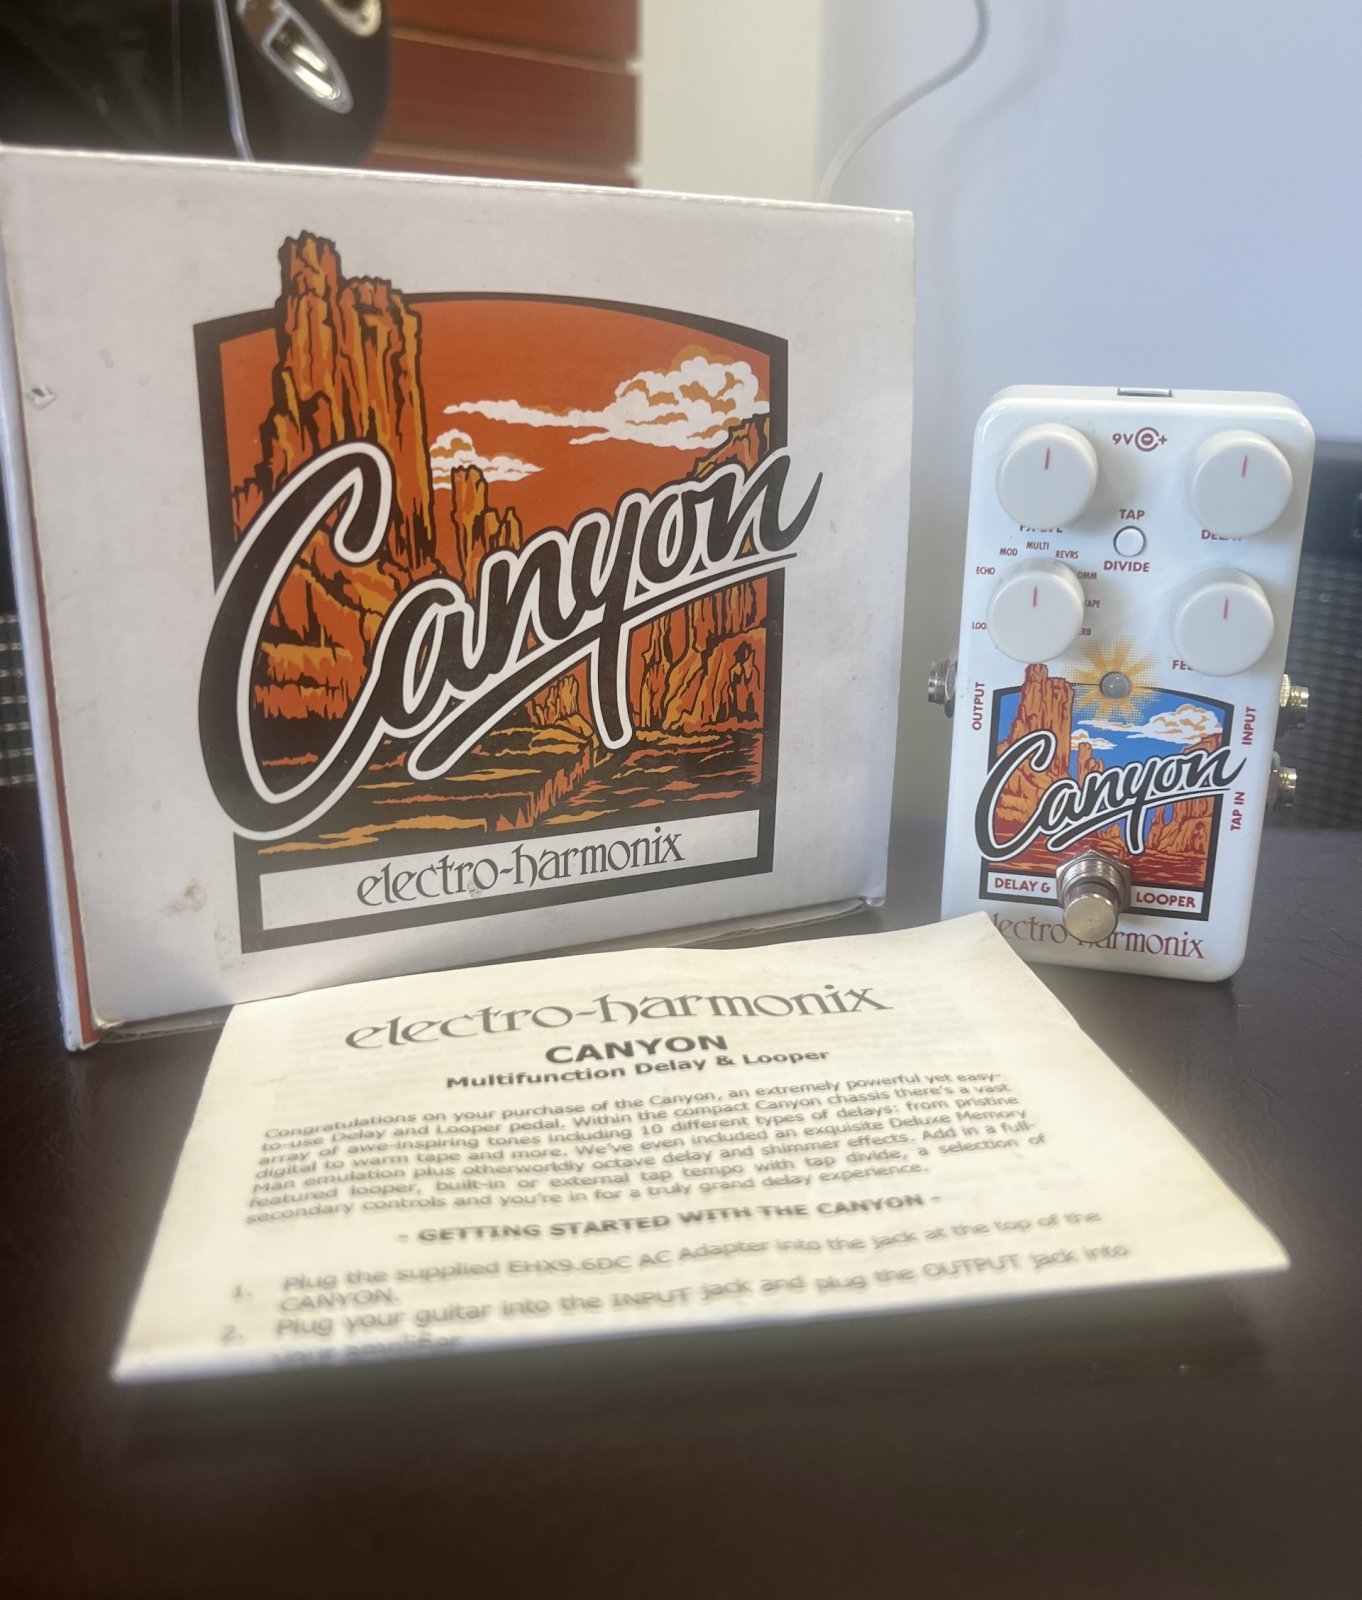 Canyon
electro-harmonix
9V
TAP
DIVIDE
MOD
MULTI
REVRS
ECHO
DMM
OUTPUT
INPUT
TAP IN
Canyon
DELAY &
LOOPER
electro-harmonix
CANYON
Multifunction Delay & Looper
Congratulations on your purchase of the Canyon, an extremely powerful yet easy-
to-use Delay and Looper pedal. Within the compact Canyon chassis there's a vast
array of awe-inspiring tones including 10 different types of delays: from pristine
digital to warm tape and more. We've even included an exquisite Deluxe Memory
Man emulation plus otherworldly octave delay and shimmer effects. Add in a full-
featured looper, built-in or external tap tempo with tap divide, a selection of
secondary controls and you're in for a truly grand delay experience.
- GETTING STARTED WITH THE CANYON -
1. Plug the supplied EHX9.6DC AC Adapter into the jack at the top of the
CANYON.
2. Plug your guitar into the INPUT jack and plug the OUTPUT jack into
your amplifier